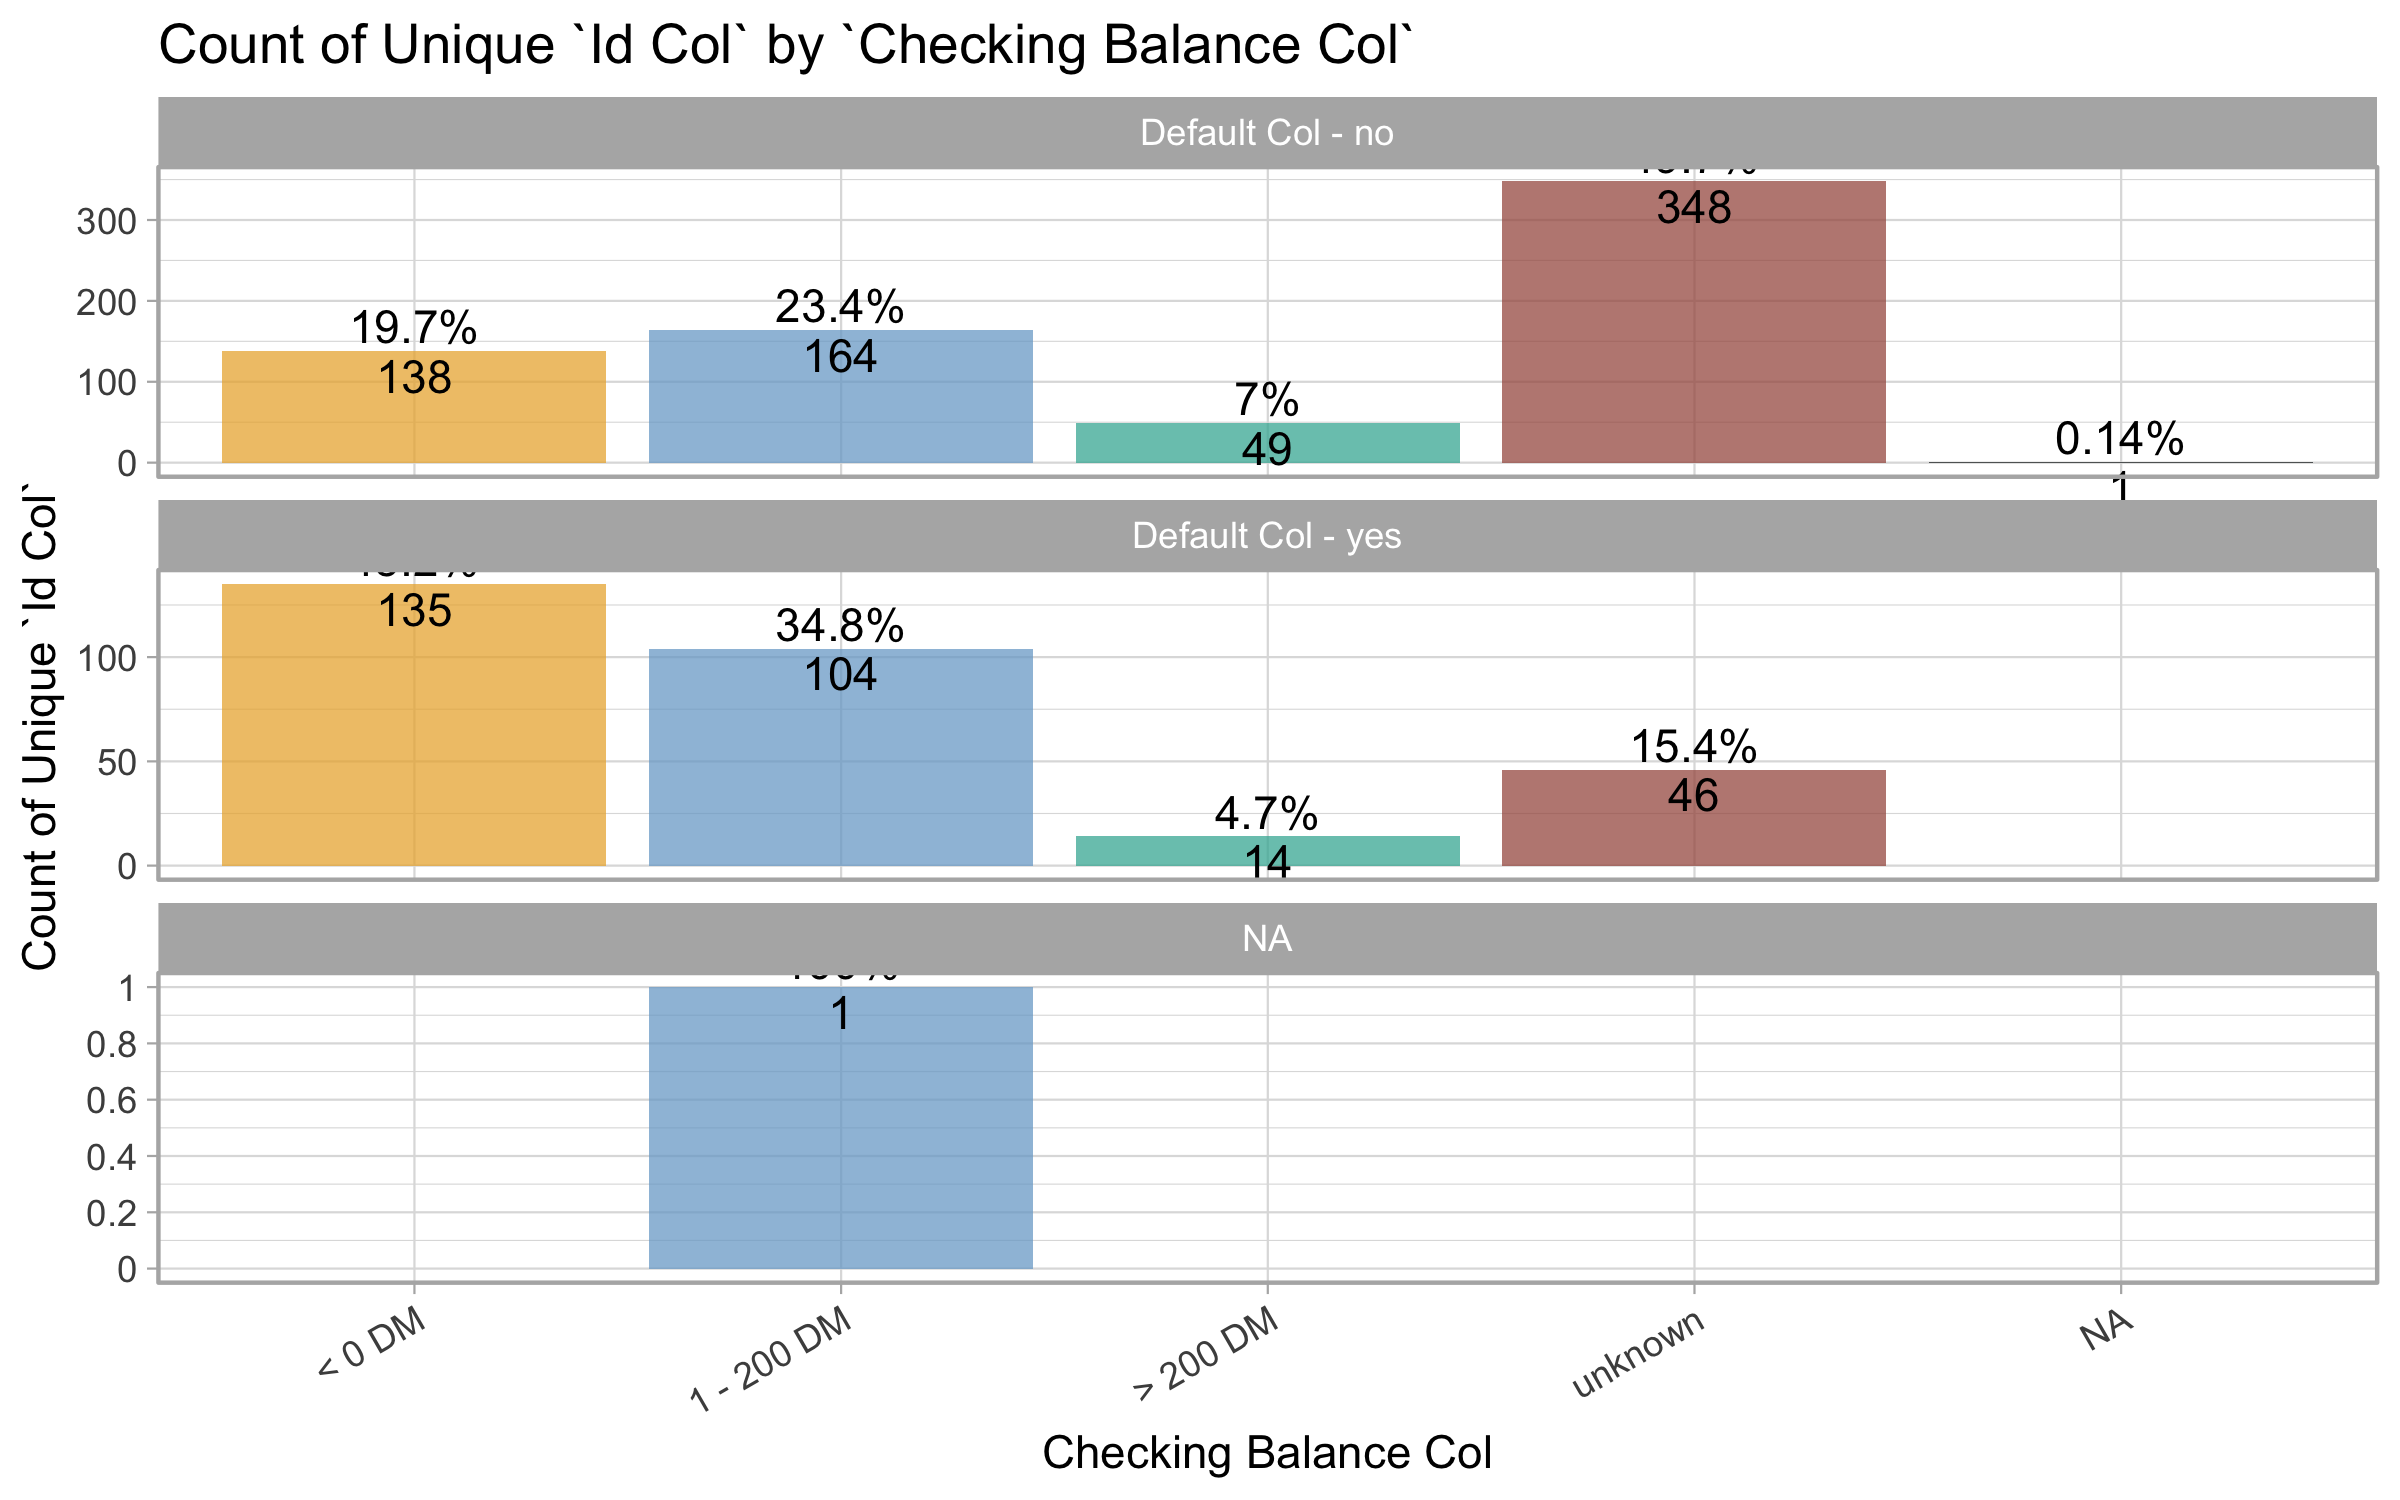 Count of Unique `Id Col` by `Checking Balance Col`
Default Col - no
300
200
100
0
19.7%
138
23.4%
164
7%
49
348
0.14%
1
Count of Unique `Id Col`
Default Col - yes
100
50
0
135
34.8%
104
4.7%
14
15.4%
46
NA
1
0.8
0.6
0.4
0.2
0
1
< 0 DM
1 - 200 DM
> 200 DM
unknown
NA
Checking Balance Col